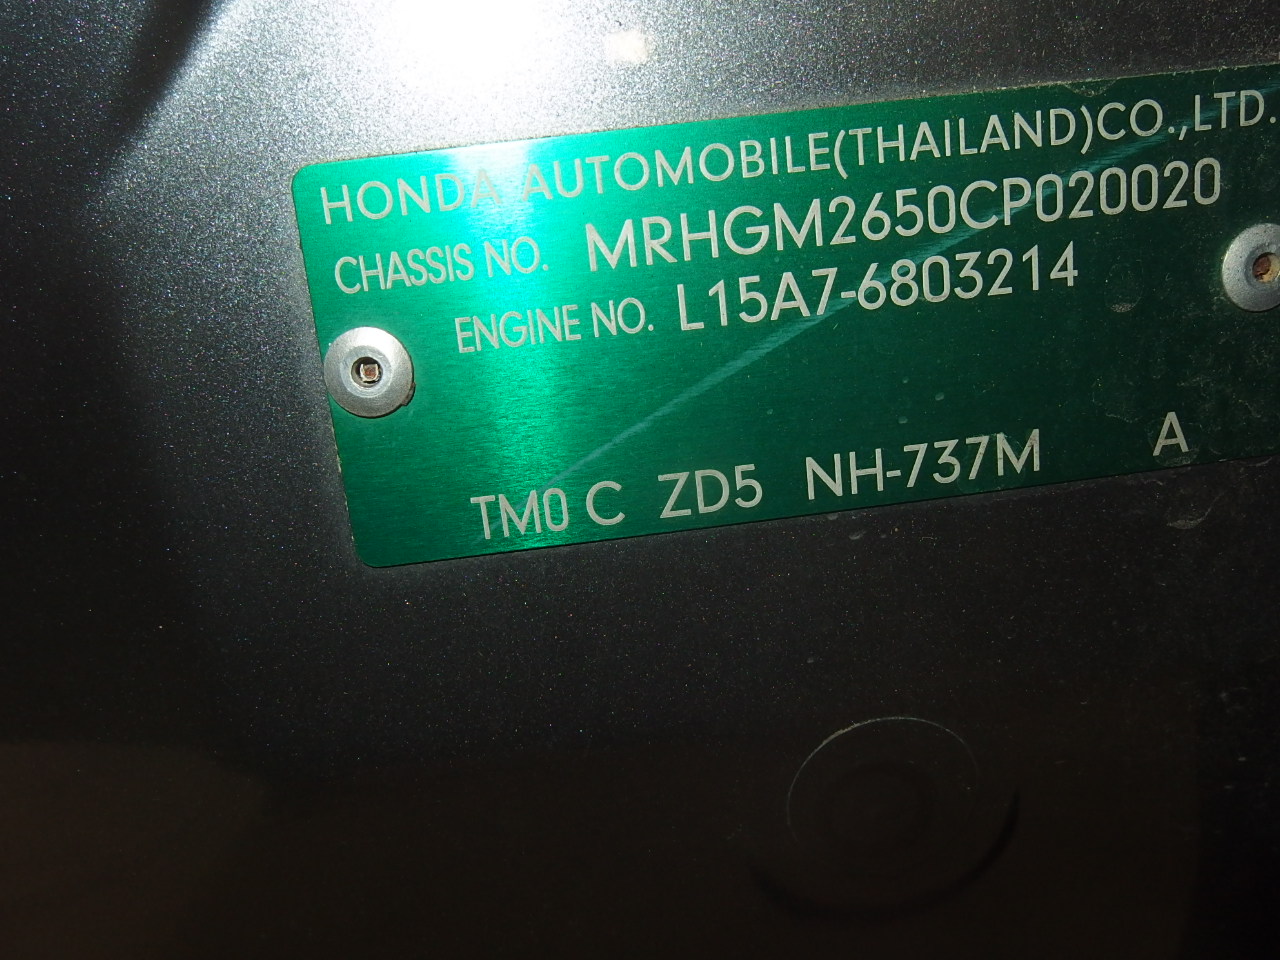 HONDA AUTOMOBILE(THAILAND)CO.,LTD.
CHASSIS NO. MRHGM2650CP020020
ENGINE NO. L15A7-6803214
TM0 C ZD5 NH-737M A